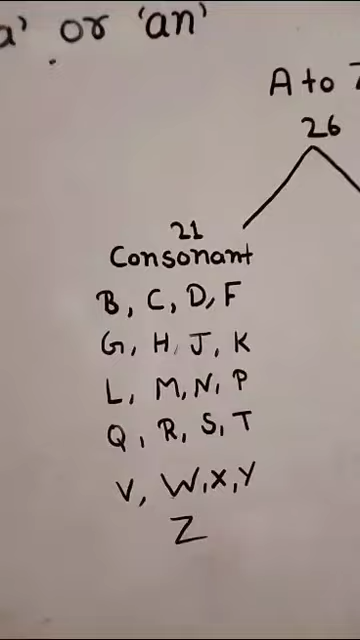 a' or 'an'
A to Z
26
21
Consonant
B, C, D, F
G, H, J, K
L, M, N, P
Q, R, S, T
V, W, X, Y
Z